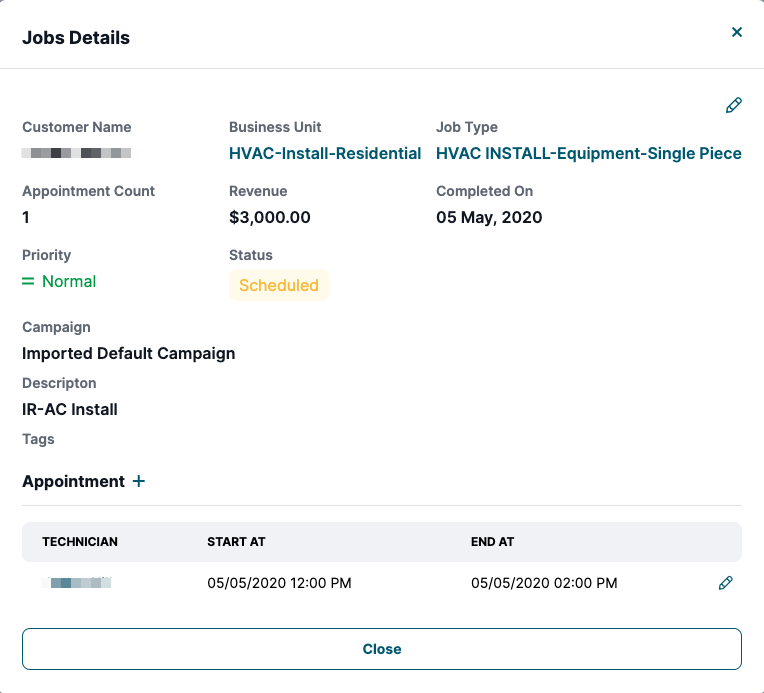 Jobs Details
Customer Name Business Unit Job Type
HVAC-Install-Residential HVAC INSTALL-Equipment-Single Piece
Appointment Count Revenue Completed On
1 $3,000.00 05 May, 2020
Priority Status
Normal Scheduled
Campaign
Imported Default Campaign
Descripton
IR-AC Install
Tags
Appointment +
TECHNICIAN START AT END AT
05/05/2020 12:00 PM 05/05/2020 02:00 PM
Close